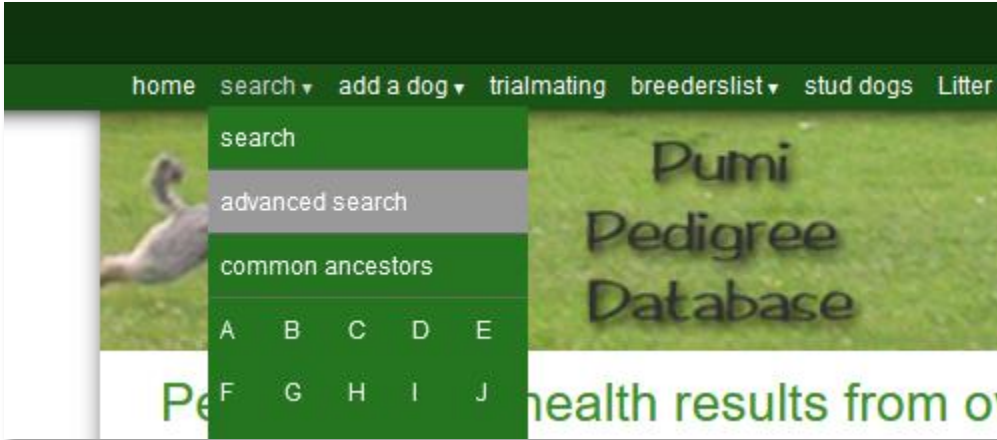 home search ▾ add a dog ▾ trialmating breederslist ▾ stud dogs Litter
search
advanced search
common ancestors
A B C D E
F G H I J
Pumi
Pedigree
Database
health results from